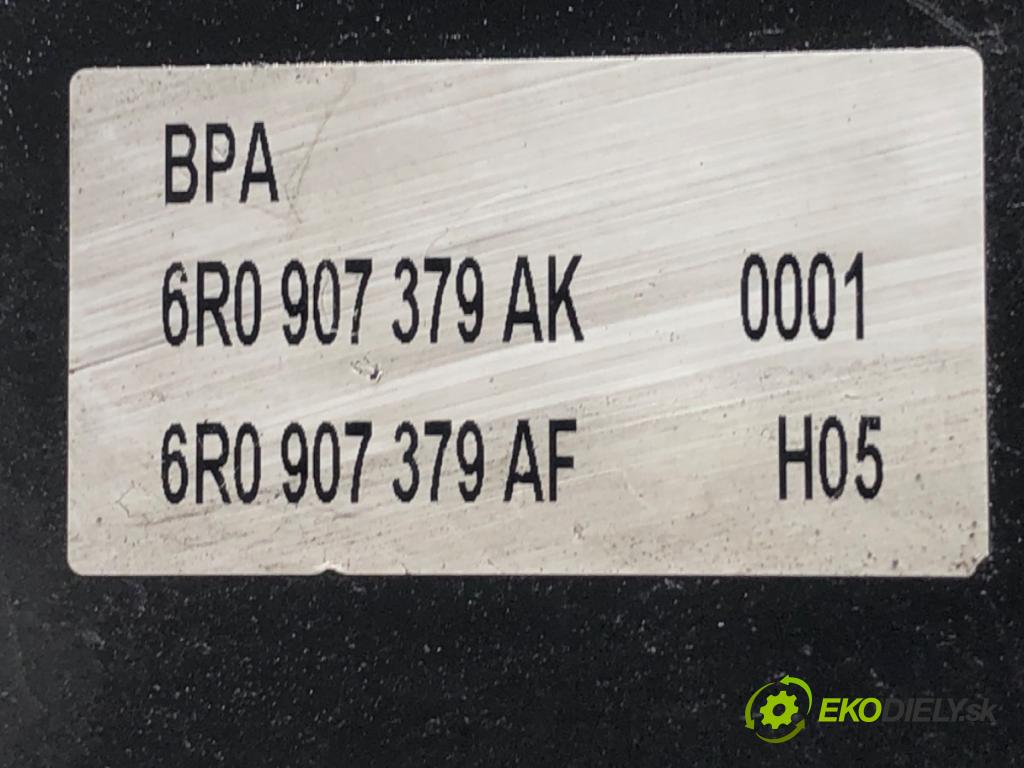 BPA
6R0 907 379 AK 0001
6R0 907 379 AF H05
EKODIELY.sk